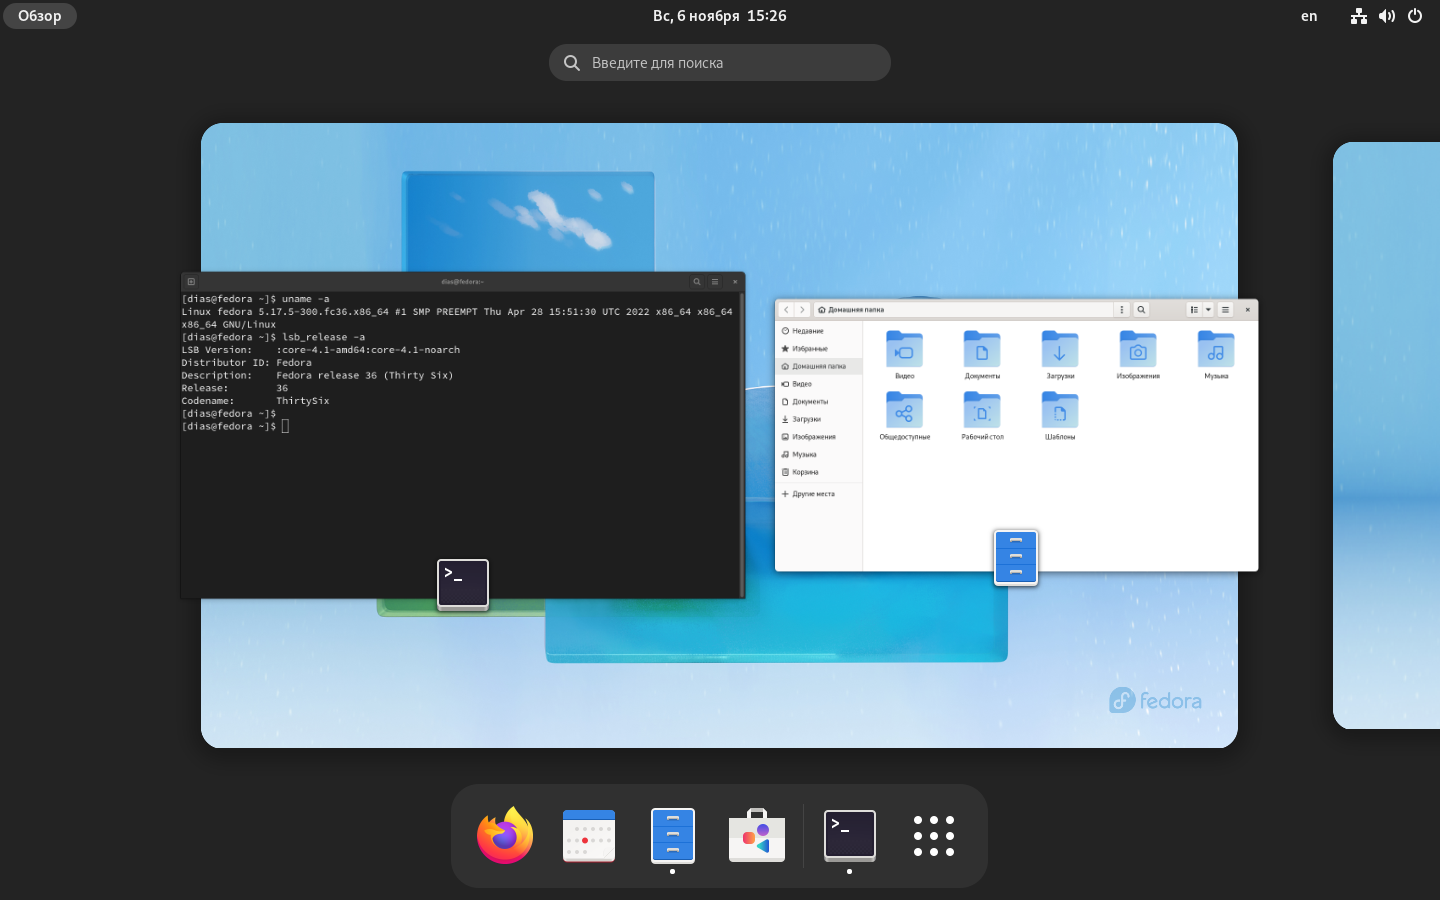 Обзор
Вс, 6 ноября 15:26
en
Введите для поиска
dias@fedora:~
[dias@fedora ~]$ uname -a
Linux fedora 5.17.5-300.fc36.x86_64 #1 SMP PREEMPT Thu Apr 28 15:51:30 UTC 2022 x86_64 x86_64
x86_64 GNU/Linux
[dias@fedora ~]$ lsb_release -a
LSB Version:    :core-4.1-amd64:core-4.1-noarch
Distributor ID: Fedora
Description:    Fedora release 36 (Thirty Six)
Release:        36
Codename:       ThirtySix
[dias@fedora ~]$
[dias@fedora ~]$
Домашняя папка
Недавние
Избранные
Домашняя папка
Видео
Документы
Загрузки
Изображения
Музыка
Корзина
Другие места
Видео
Документы
Загрузки
Изображения
Музыка
Общедоступные
Рабочий стол
Шаблоны
>_
fedora
>_